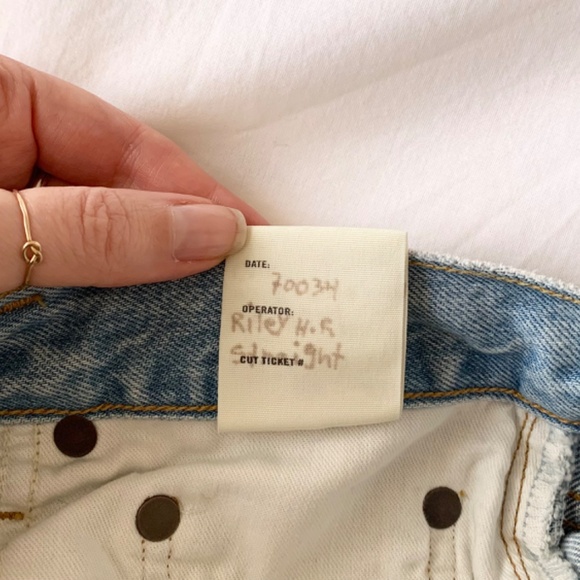 DATE:
70034
OPERATOR:
Riley H.R
Straight
CUT TICKET #